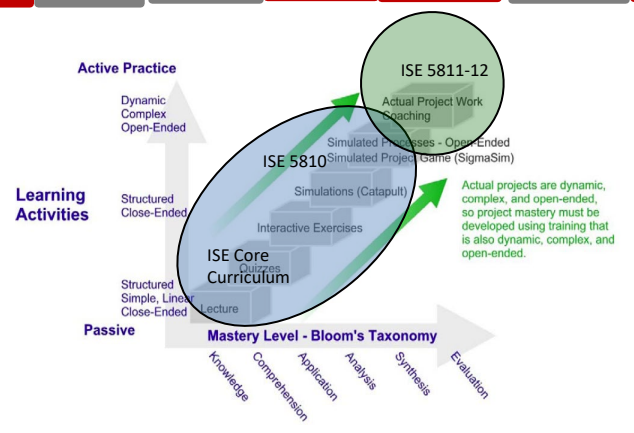 Active Practice
Dynamic
Complex
Open-Ended
Learning
Activities
Structured
Close-Ended
Structured
Simple, Linear
Close-Ended
Passive
ISE 5811-12
Actual Project Work
Coaching
Simulated Processes - Open-Ended
Simulated Project Game (SigmaSim)
ISE 5810
Simulations (Catapult)
Interactive Exercises
ISE Core
Curriculum
Quizzes
Lecture
Actual projects are dynamic,
complex, and open-ended,
so project mastery must be
developed using training that
is also dynamic, complex, and
open-ended.
Mastery Level - Bloom's Taxonomy
Knowledge
Comprehension
Application
Analysis
Synthesis
Evaluation